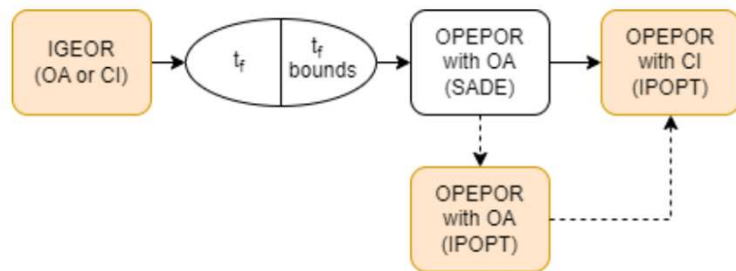 IGEOR
(OA or CI)
t_f
t_f
bounds
OPEPOR
with OA
(SADE)
OPEPOR
with CI
(IPOPT)
OPEPOR
with OA
(IPOPT)